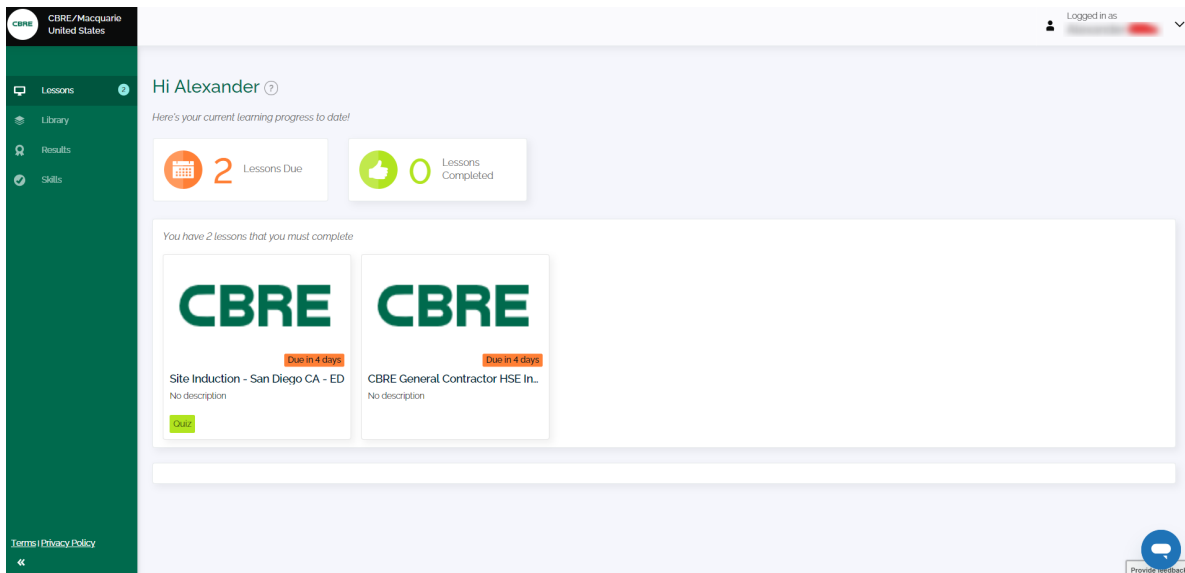 CBRE
CBRE/Macquarie
United States
Logged in as
Lessons
2
Library
Results
Skills
Hi Alexander ?
Here's your current learning progress to date!
2 Lessons Due
0 Lessons
Completed
You have 2 lessons that you must complete
CBRE
Due in 4 days
Site Induction - San Diego CA - ED
No description
Quiz
CBRE
Due in 4 days
CBRE General Contractor HSE In...
No description
Terms | Privacy Policy
«
Provide feedback